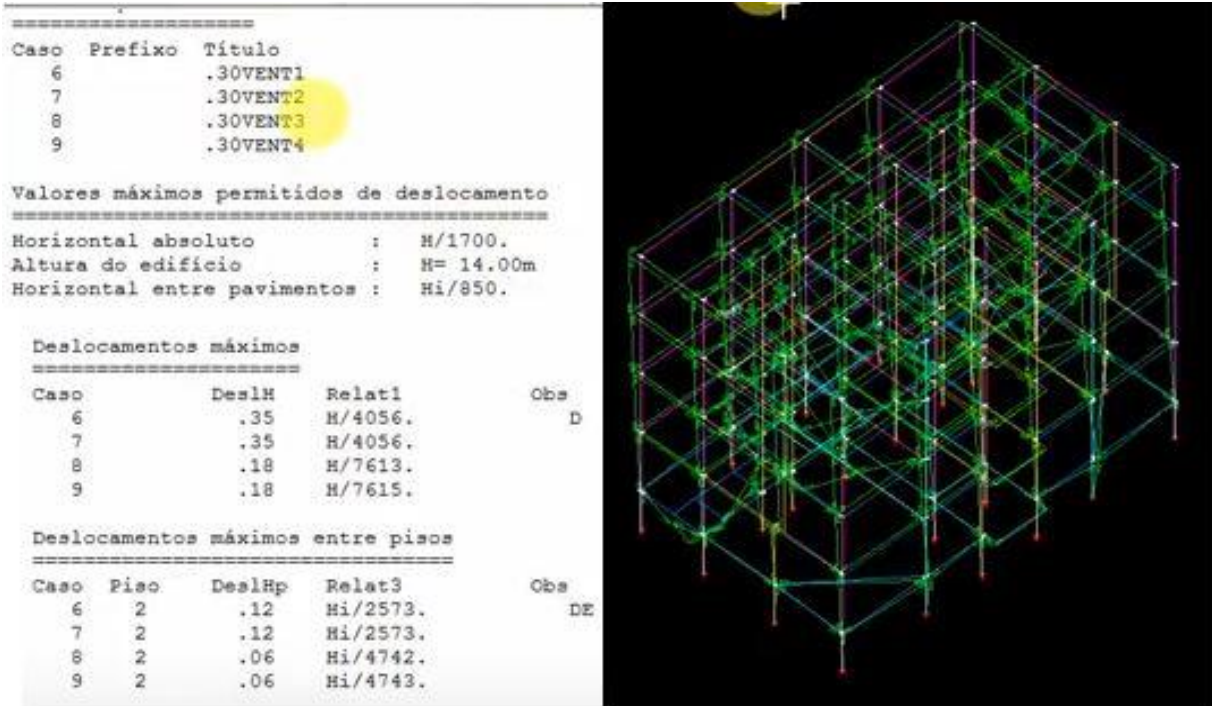 ====================
Caso Prefixo Título
6 .30VENT1
7 .30VENT2
8 .30VENT3
9 .30VENT4
Valores máximos permitidos de deslocamento
==========================================
Horizontal absoluto : H/1700.
Altura do edifício : H= 14.00m
Horizontal entre pavimentos : Hi/850.
Deslocamentos máximos
=====================
Caso DeslH Relat1 Obs
6 .35 H/4056. D
7 .35 H/4056.
8 .18 H/7613.
9 .18 H/7615.
Deslocamentos máximos entre pisos
=================================
Caso Piso DeslHp Relat3 Obs
6 2 .12 Hi/2573. DE
7 2 .12 Hi/2573.
8 2 .06 Hi/4742.
9 2 .06 Hi/4743.